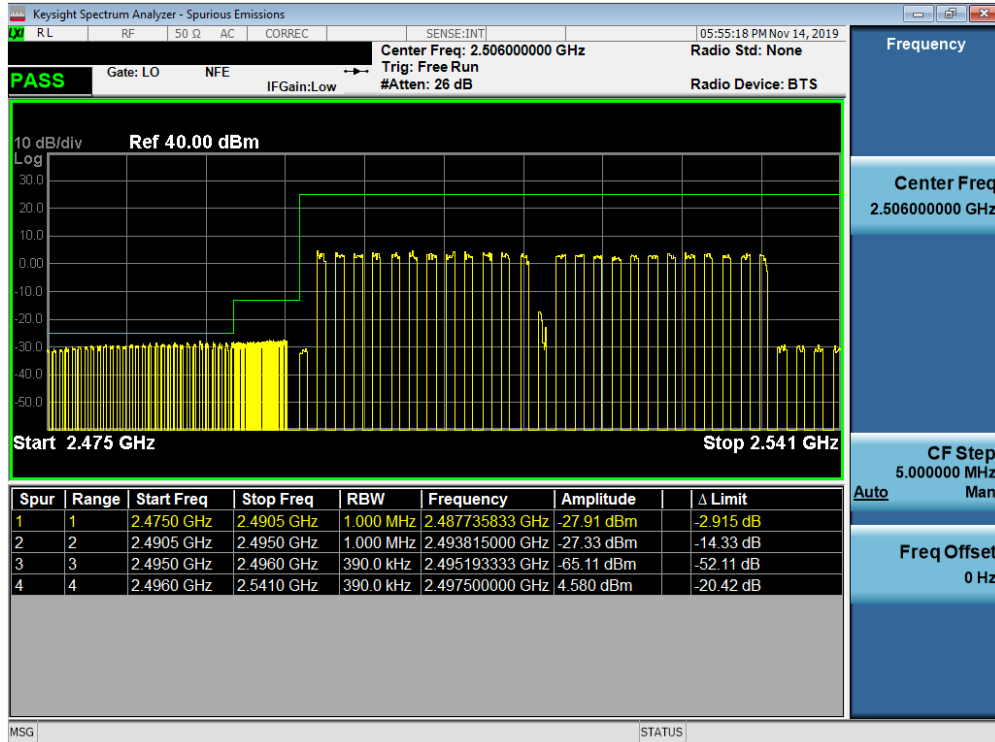 Keysight Spectrum Analyzer - Spurious Emissions
LXI RL RF 50 Ω AC CORREC SENSE:INT 05:55:18 PM Nov 14, 2019
Center Freq: 2.506000000 GHz Radio Std: None
PASS Gate: LO NFE Trig: Free Run
IFGain:Low #Atten: 26 dB Radio Device: BTS
Frequency
10 dB/div Ref 40.00 dBm
Log
30.0
20.0
10.0
0.00
-10.0
-20.0
-30.0
-40.0
-50.0
Start 2.475 GHz Stop 2.541 GHz
Center Freq
2.506000000 GHz
CF Step
5.000000 MHz
Auto Man
Freq Offset
0 Hz
Spur Range Start Freq Stop Freq RBW Frequency Amplitude Δ Limit
1 1 2.4750 GHz 2.4905 GHz 1.000 MHz 2.487735833 GHz -27.91 dBm -2.915 dB
2 2 2.4905 GHz 2.4950 GHz 1.000 MHz 2.493815000 GHz -27.33 dBm -14.33 dB
3 3 2.4950 GHz 2.4960 GHz 390.0 kHz 2.495193333 GHz -65.11 dBm -52.11 dB
4 4 2.4960 GHz 2.5410 GHz 390.0 kHz 2.497500000 GHz 4.580 dBm -20.42 dB
MSG STATUS